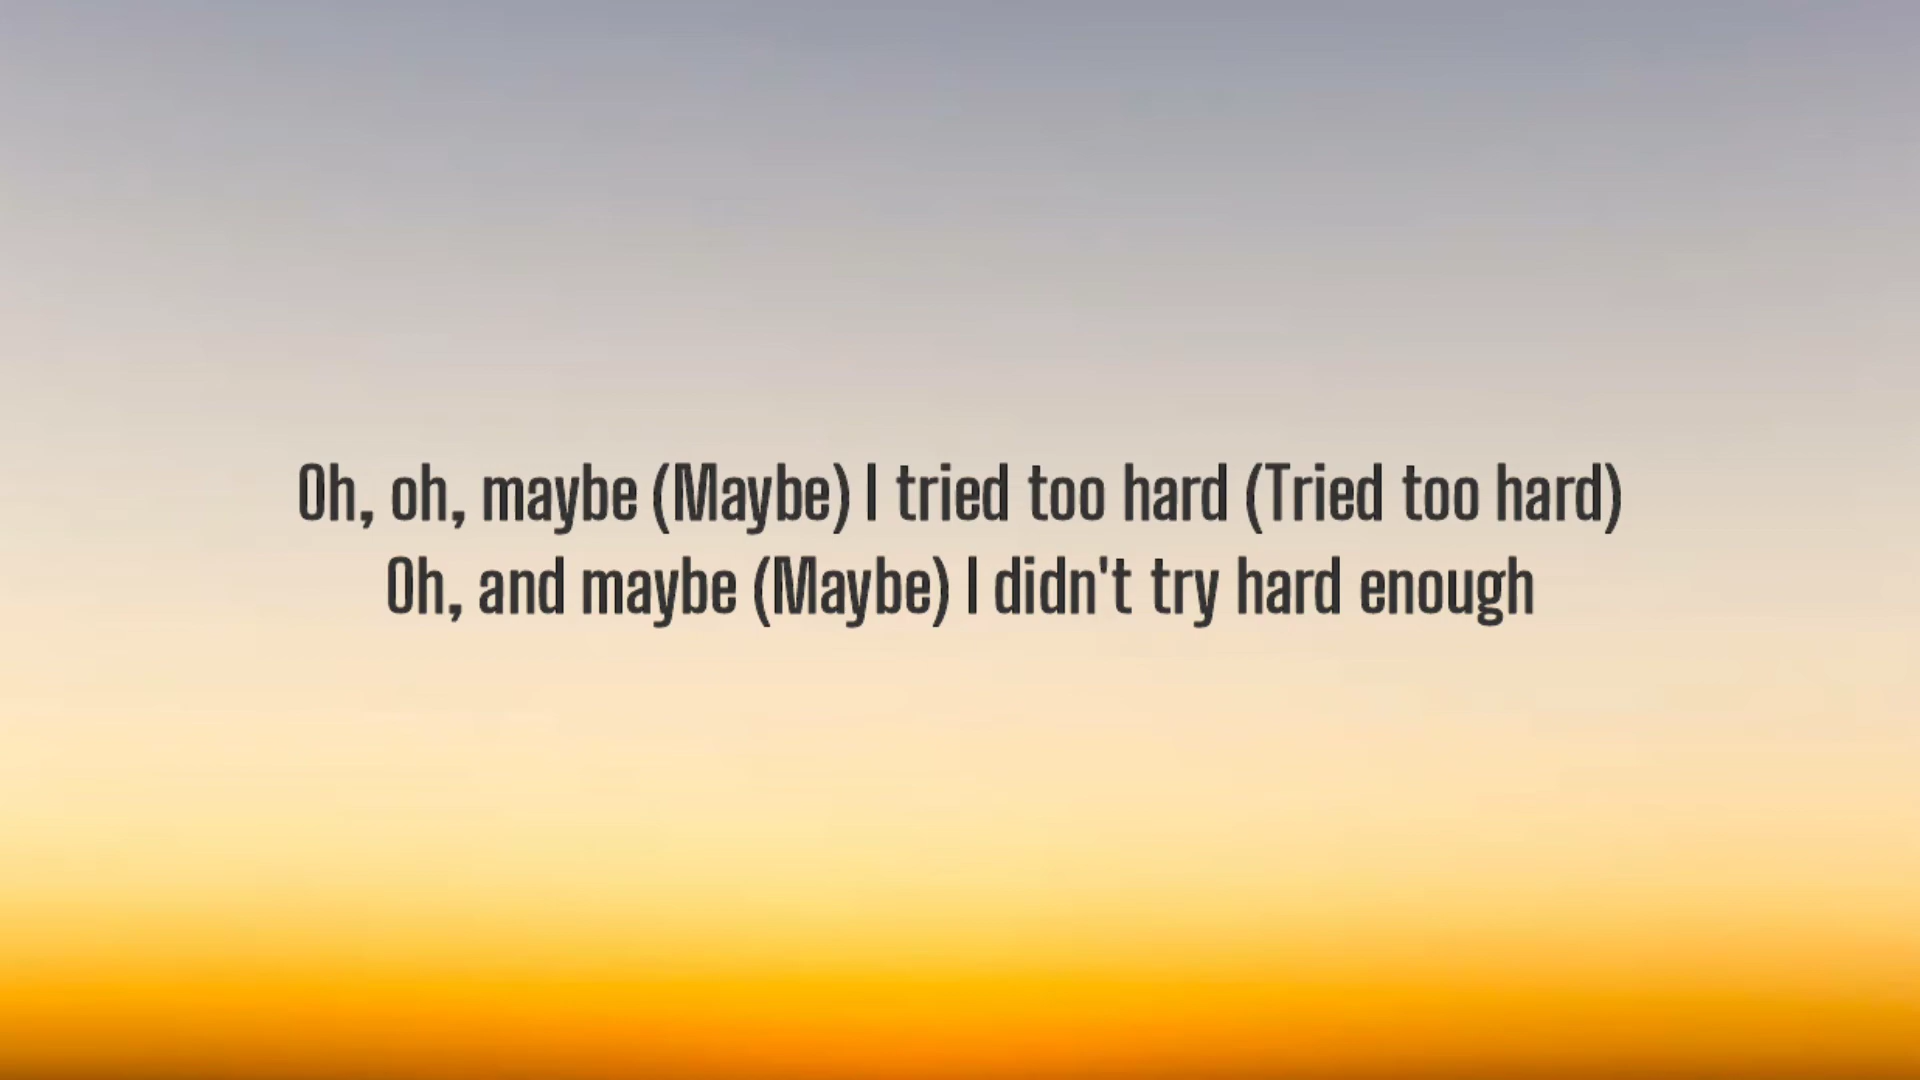 Oh, oh, maybe (Maybe) I tried too hard (Tried too hard)
Oh, and maybe (Maybe) I didn't try hard enough